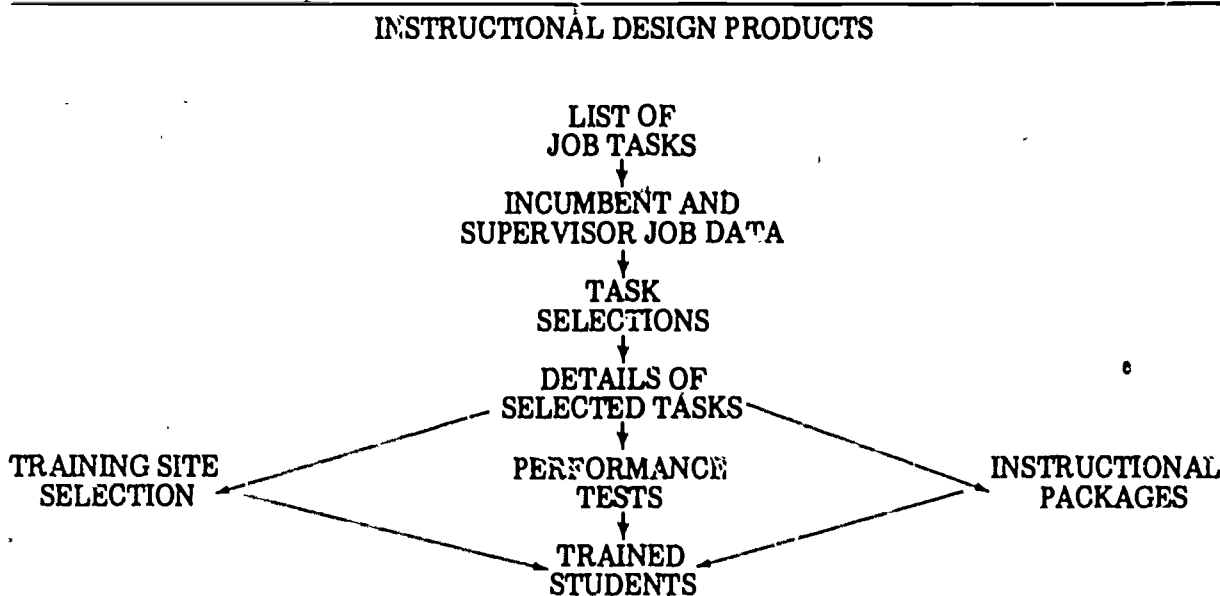 INSTRUCTIONAL DESIGN PRODUCTS
LIST OF
JOB TASKS
INCUMBENT AND
SUPERVISOR JOB DATA
TASK
SELECTIONS
DETAILS OF
SELECTED TASKS
TRAINING SITE
SELECTION
PERFORMANCE
TESTS
INSTRUCTIONAL
PACKAGES
TRAINED
STUDENTS